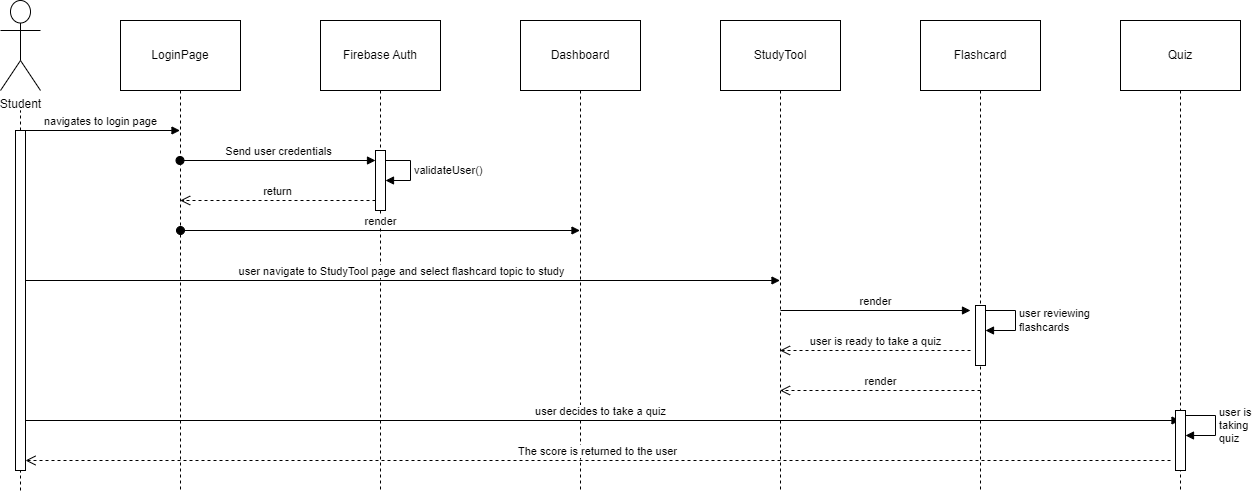 Student
LoginPage
Firebase Auth
Dashboard
StudyTool
Flashcard
Quiz
navigates to login page
Send user credentials
validateUser()
return
render
user navigate to StudyTool page and select flashcard topic to study
render
user reviewing
flashcards
user is ready to take a quiz
render
user decides to take a quiz
user is
taking
quiz
The score is returned to the user